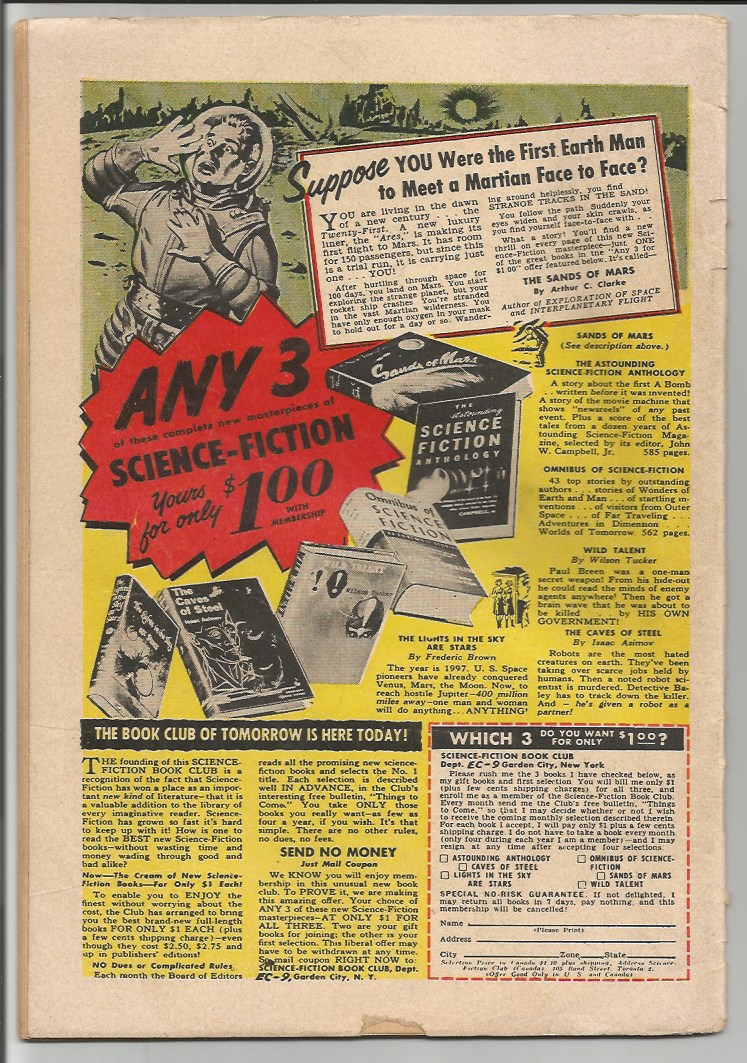 Suppose YOU Were the First Earth Man
to Meet a Martian Face to Face?
YOU are living in the dawn
of a new century . . the
Twenty-First. A new luxury
liner, the "Ares," is making its
first flight to Mars. It has room
for 150 passengers, but since this
is a trial run, it is carrying just
one . . . YOU!
After hurtling through space for
100 days, you land on Mars. You start
exploring the strange planet, but your
rocket ship crashes. You're stranded
in the vast Martian wilderness. You
have only enough oxygen in your mask
to hold out for a day or so. Wander-
ing around helplessly, you find
STRANGE TRACKS IN THE SAND!
You follow the path. Suddenly your
eyes widen and your skin crawls, as
you find yourself face-to-face with . .
What a story! You'll find a new
thrill on every page of this new Sci-
ence-Fiction masterpiece—just ONE
of the great books in the "Any 3 for
$1.00" offer featured below. It's called—
THE SANDS OF MARS
By Arthur C. Clarke
Author of EXPLORATION OF SPACE
and INTERPLANETARY FLIGHT
ANY 3
of these complete new masterpieces of
SCIENCE-FICTION
Yours
for only $1.00
WITH
MEMBERSHIP
Sands of Mars
THE
Astounding
SCIENCE
FICTION
ANTHOLOGY
CAMPBELL, JR.
Omnibus of
SCIENCE
FICTION
WILD TALENT
Wilson Tucker
The
Caves
of Steel
Isaac Asimov
SANDS OF MARS
(See description above.)
THE ASTOUNDING
SCIENCE-FICTION ANTHOLOGY
A story about the first A Bomb
. . written before it was invented!
A story of the movie machine that
shows "newsreels" of any past
event. Plus a score of the best
tales from a dozen years of As-
tounding Science-Fiction Maga-
zine, selected by its editor, John
W. Campbell, Jr. 585 pages.
OMNIBUS OF SCIENCE-FICTION
43 top stories by outstanding
authors . . . stories of Wonders of
Earth and Man . . . of startling in-
ventions . . . of visitors from Outer
Space . . . of Far Traveling . . .
Adventures in Dimension . . .
Worlds of Tomorrow 562 pages.
WILD TALENT
By Wilson Tucker
Paul Breen was a one-man
secret weapon! From his hide-out
he could read the minds of enemy
agents anywhere! Then he got a
brain wave that he was about to
be killed . . . by HIS OWN
GOVERNMENT!
THE CAVES OF STEEL
By Isaac Asimov
Robots are the most hated
creatures on earth. They've been
taking over scarce jobs held by
humans. Then a noted robot sci-
entist is murdered. Detective Ba-
ley has to track down the killer.
And — he's given a robot as a
partner!
THE LIGHTS IN THE SKY
ARE STARS
By Frederic Brown
The year is 1997. U. S. Space
pioneers have already conquered
Venus, Mars, the Moon. Now, to
reach hostile Jupiter—400 million
miles away—one man and woman
will do anything...ANYTHING!
THE BOOK CLUB OF TOMORROW IS HERE TODAY!
THE founding of this SCIENCE-
FICTION BOOK CLUB is a
recognition of the fact that Science-
Fiction has won a place as an impor-
tant new kind of literature—that it is
a valuable addition to the library of
every imaginative reader. Science-
Fiction has grown so fast it's hard
to keep up with it! How is one to
read the BEST new Science-Fiction
books—without wasting time and
money wading through good and
bad alike?
Now—The Cream of New Science-
Fiction Books—For Only $1 Each!
To enable you to ENJOY the
finest without worrying about the
cost, the Club has arranged to bring
you the best brand-new full-length
books FOR ONLY $1 EACH (plus
a few cents shipping charge)—even
though they cost $2.50, $2.75 and
up in publishers' editions!
NO Dues or Complicated Rules
Each month the Board of Editors
reads all the promising new science-
fiction books and selects the No. 1
title. Each selection is described
well IN ADVANCE, in the Club's
interesting free bulletin, "Things to
Come." You take ONLY those
books you really want—as few as
four a year, if you wish. It's that
simple. There are no other rules,
no dues, no fees.
SEND NO MONEY
Just Mail Coupon
We KNOW you will enjoy mem-
bership in this unusual new book
club. To PROVE it, we are making
this amazing offer. Your choice of
ANY 3 of these new Science-Fiction
masterpieces—AT ONLY $1 FOR
ALL THREE. Two are your gift
books for joining; the other is your
first selection. This liberal offer may
have to be withdrawn at any time.
So mail coupon RIGHT NOW to:
SCIENCE-FICTION BOOK CLUB, Dept.
EC-9, Garden City, N. Y.
WHICH 3 DO YOU WANT FOR ONLY $1.00?
SCIENCE-FICTION BOOK CLUB
Dept. EC-9 Garden City, New York
Please rush me the 3 books I have checked below, as
my gift books and first selection. You will bill me only $1
(plus few cents shipping charges) for all three, and
enroll me as a member of the Science-Fiction Book Club.
Every month send me the Club's free bulletin, "Things
to Come," so that I may decide whether or not I wish
to receive the coming monthly selection described therein.
For each book I accept, I will pay only $1 plus a few cents
shipping charge. I do not have to take a book every month
(only four during each year I am a member)—and I may
resign at any time after accepting four selections.
ASTOUNDING ANTHOLOGY
OMNIBUS OF SCIENCE-
FICTION
CAVES OF STEEL
LIGHTS IN THE SKY
ARE STARS
SANDS OF MARS
WILD TALENT
SPECIAL NO-RISK GUARANTEE. If not delighted, I
may return all books in 7 days, pay nothing, and this
membership will be cancelled!
Name
(Please Print)
Address
City Zone State
Selection Price in Canada $1.10 plus shipping. Address Science-
Fiction Club (Canada), 105 Bond Street, Toronto 2.
(Offer Good Only in U. S. and Canada)